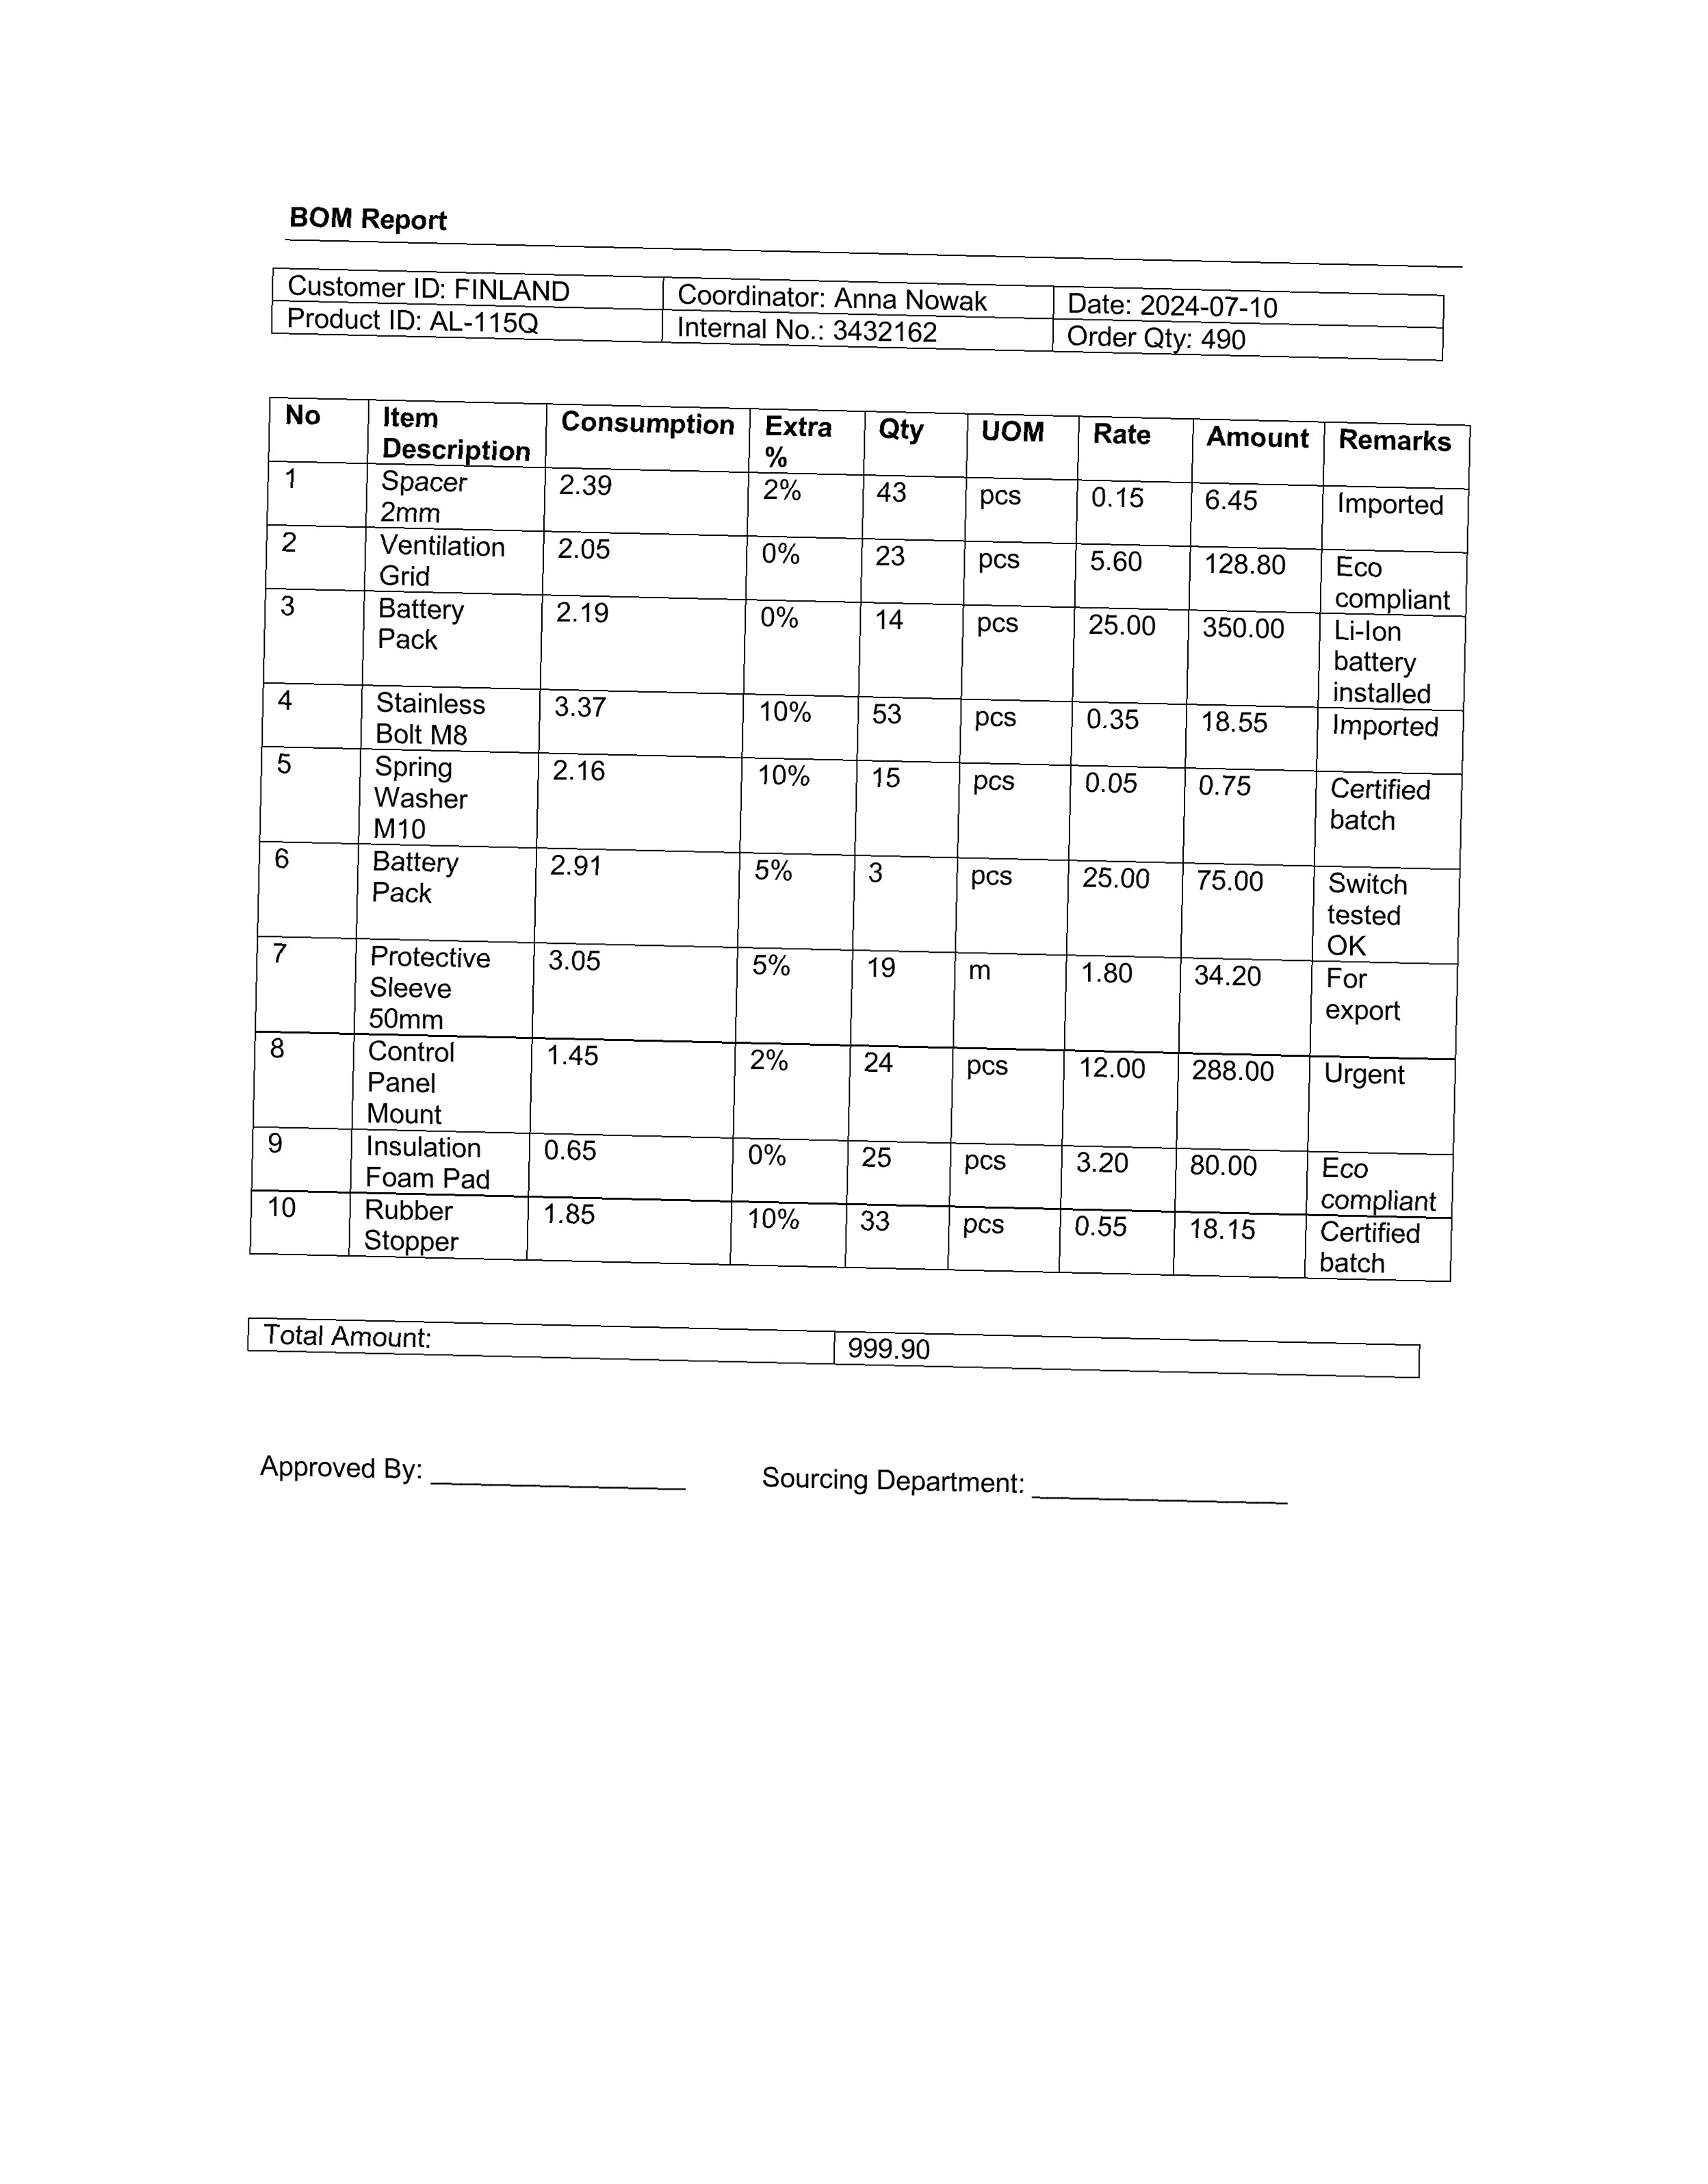 BOM Report
Customer ID: FINLAND Coordinator: Anna Nowak Date: 2024-07-10
Product ID: AL-115Q Internal No.: 3432162 Order Qty: 490
No Item Description Consumption Extra % Qty UOM Rate Amount Remarks
1 Spacer 2mm 2.39 2% 43 pcs 0.15 6.45 Imported
2 Ventilation Grid 2.05 0% 23 pcs 5.60 128.80 Eco compliant
3 Battery Pack 2.19 0% 14 pcs 25.00 350.00 Li-Ion battery installed
4 Stainless Bolt M8 3.37 10% 53 pcs 0.35 18.55 Imported
5 Spring Washer M10 2.16 10% 15 pcs 0.05 0.75 Certified batch
6 Battery Pack 2.91 5% 3 pcs 25.00 75.00 Switch tested OK
7 Protective Sleeve 50mm 3.05 5% 19 m 1.80 34.20 For export
8 Control Panel Mount 1.45 2% 24 pcs 12.00 288.00 Urgent
9 Insulation Foam Pad 0.65 0% 25 pcs 3.20 80.00 Eco compliant
10 Rubber Stopper 1.85 10% 33 pcs 0.55 18.15 Certified batch
Total Amount: 999.90
Approved By: _________________ Sourcing Department: _________________